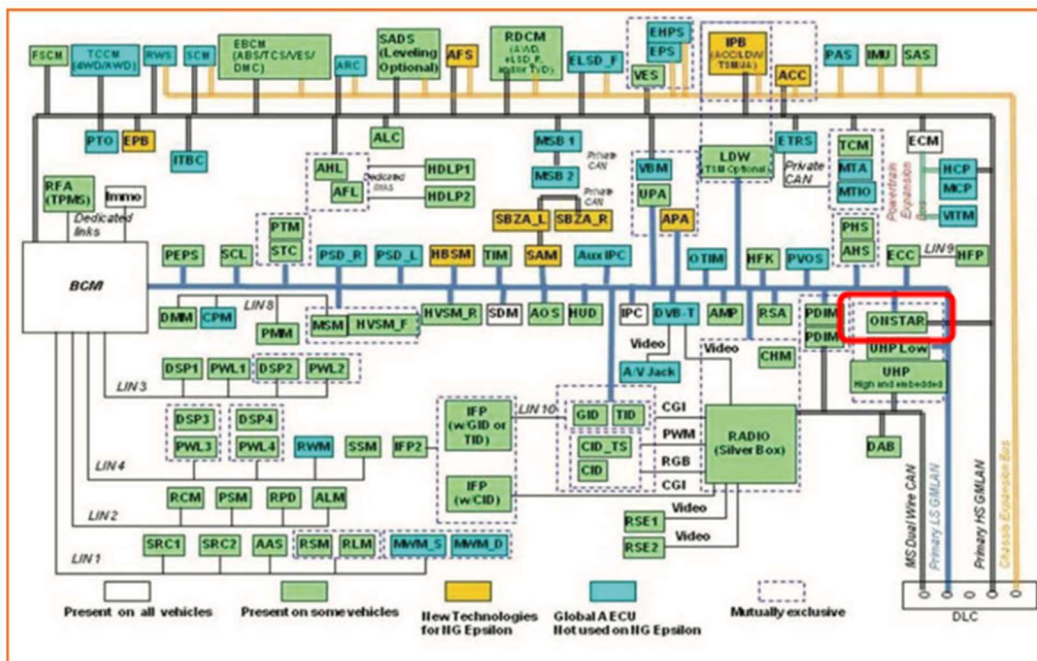 FSCM
TCCM
(4WD/AWD)
RWS
SCM
EBCM
(ABS/TCS/VES/
DMC)
ARC
SADS
(Leveling
Optional)
AFS
RDCM
(AWD,
eLSD_R,
and/or TVD)
ELSD_F
EHPS
EPS
VES
IPB
(ACC/LDW/
TSM/JA)
ACC
PAS
IMU
SAS
PTO
EPB
ITBC
ALC
MSB 1
MSB 2
Private
CAN
Private
CAN
VBM
UPA
LDW
(TSM Optional)
ETRS
Private
CAN
TCM
MTA
MTIO
ECM
Powertrain
Expansion
Bus
HCP
MCP
VITM
RFA
(TPMS)
Immo
Dedicated
links
AHL
AFL
Dedicated
links
HDLP1
HDLP2
SBZA_L
SBZA_R
APA
PTM
STC
PHS
AHS
LIN9
BCM
PEPS
SCL
PSD_R
PSD_L
HBSM
TIM
SAM
Aux IPC
OTIM
HFK
PVOS
ECC
HFP
DMM
CPM
LIN8
PMM
MSM
HVSM_F
HVSM_R
SDM
AOS
HUD
IPC
DVB-T
AMP
RSA
PDIM
PDIM
ONSTAR
UHP Low
UHP
High and embedded
Video
Video
A/V Jack
CHM
LIN 3
DSP1
PWL1
DSP2
PWL2
DSP3
PWL3
DSP4
PWL4
RWM
SSM
IFP2
LIN 4
IFP
(w/GID or
TID)
LIN10
GID
TID
CID_TS
CID
CGI
PWM
RGB
CGI
RADIO
(Silver Box)
DAB
IFP
(w/CID)
RCM
PSM
RPD
ALM
LIN 2
Video
Video
RSE1
RSE2
SRC1
SRC2
AAS
RSM
RLM
MWM_S
MWM_D
LIN 1
MS Dual Wire CAN
Primary LS GMLAN
Primary HS GMLAN
Chassis Expansion Bus
DLC
Present on all vehicles
Present on some vehicles
New Technologies
for NG Epsilon
Global A ECU
Not used on NG Epsilon
Mutually exclusive